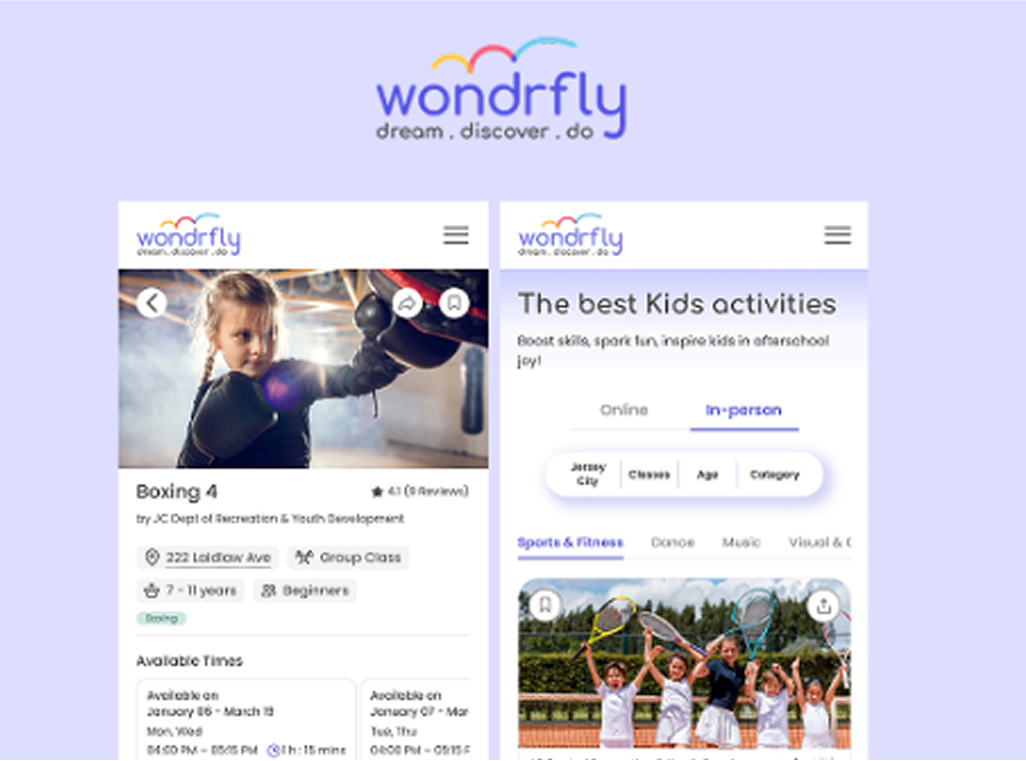 wondrfly
dream . discover . do
wondrfly
dream . discover . do
Boxing 4
4.1 (9 Reviews)
by JC Dept of Recreation & Youth Development
222 Laidlaw Ave
Group Class
7 - 11 years
Beginners
Boxing
Available Times
Available on
January 06 - March 19
Mon, Wed
04:00 PM - 05:15 PM
1 h : 15 mins
Available on
January 07 - Mar
Tue, Thu
04:00 PM - 05:15 P
wondrfly
dream . discover . do
The best Kids activities
Boost skills, spark fun, inspire kids in afterschool
joy!
Online
In-person
Jersey
City
Classes
Age
Category
Sports & Fitness
Dance
Music
Visual & C